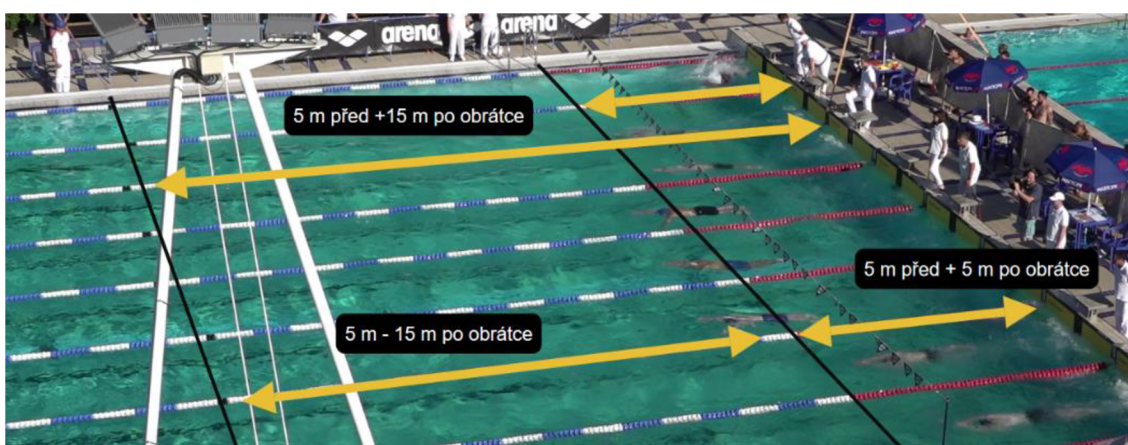 arena
arena
5 m před +15 m po obrátce
5 m před + 5 m po obrátce
5 m - 15 m po obrátce